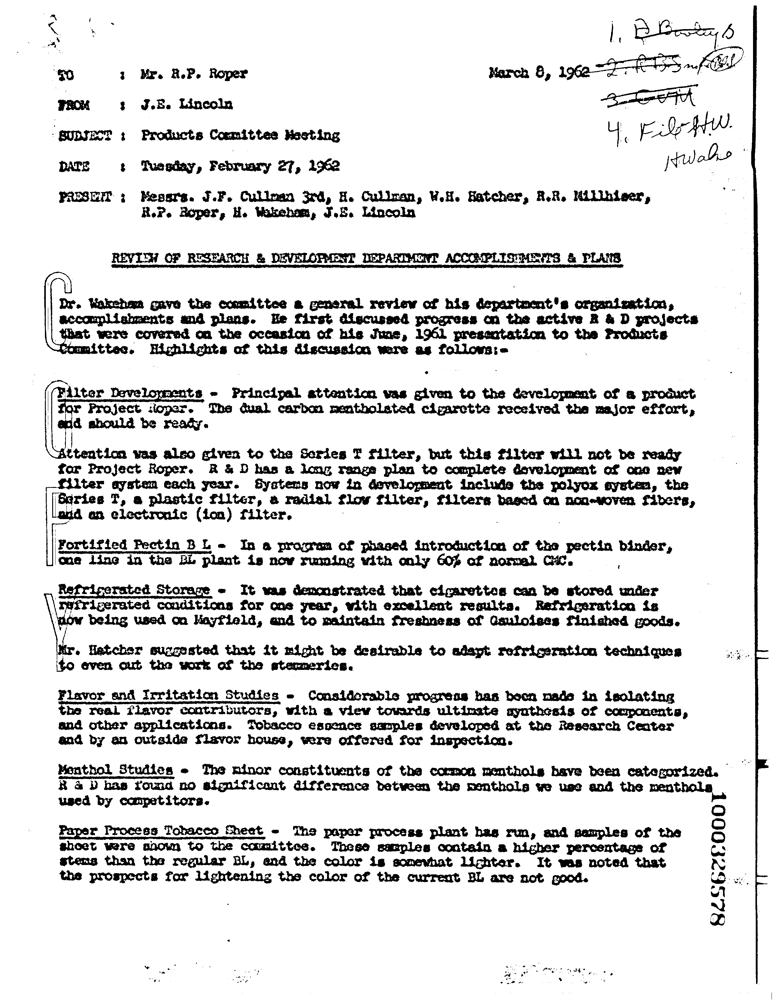 1. B Bowleys
TO : Mr. R.P. Roper
March 8, 1962
2.
3.
FROM : J.E. Lincoln
4. File HW.
HWake
SUBJECT : Products Committee Meeting
DATE : Tuesday, February 27, 1962
PRESENT : Messrs. J.F. Cullman 3rd, H. Cullman, W.H. Hatcher, R.R. Millhiser,
R.P. Roper, H. Wakeham, J.E. Lincoln
REVIEW OF RESEARCH & DEVELOPMENT DEPARTMENT ACCOMPLISHMENTS & PLANS
Dr. Wakeham gave the committee a general review of his department's organization,
accomplishments and plans. He first discussed progress on the active R & D projects
that were covered on the occasion of his June, 1961 presentation to the Products
Committee. Highlights of this discussion were as follows:-
Filter Developments - Principal attention was given to the development of a product
for Project Roper. The dual carbon mentholated cigarette received the major effort,
and should be ready.
Attention was also given to the Series T filter, but this filter will not be ready
for Project Roper. R & D has a long range plan to complete development of one new
filter system each year. Systems now in development include the polyox system, the
Series T, a plastic filter, a radial flow filter, filters based on non-woven fibers,
and an electronic (ion) filter.
Fortified Pectin B L - In a program of phased introduction of the pectin binder,
one line in the BL plant is now running with only 60% of normal CMC.
Refrigerated Storage - It was demonstrated that cigarettes can be stored under
refrigerated conditions for one year, with excellent results. Refrigeration is
now being used on Mayfield, and to maintain freshness of Gauloises finished goods.
Mr. Hatcher suggested that it might be desirable to adapt refrigeration techniques
to even out the work of the stemmeries.
Flavor and Irritation Studies - Considerable progress has been made in isolating
the real flavor contributors, with a view towards ultimate synthesis of components,
and other applications. Tobacco essence samples developed at the Research Center
and by an outside flavor house, were offered for inspection.
Menthol Studies - The minor constituents of the common menthols have been categorized.
R & D has found no significant difference between the menthols we use and the menthols
used by competitors.
Paper Process Tobacco Sheet - The paper process plant has run, and samples of the
sheet were shown to the committee. These samples contain a higher percentage of
stems than the regular BL, and the color is somewhat lighter. It was noted that
the prospects for lightening the color of the current BL are not good.
1000329578